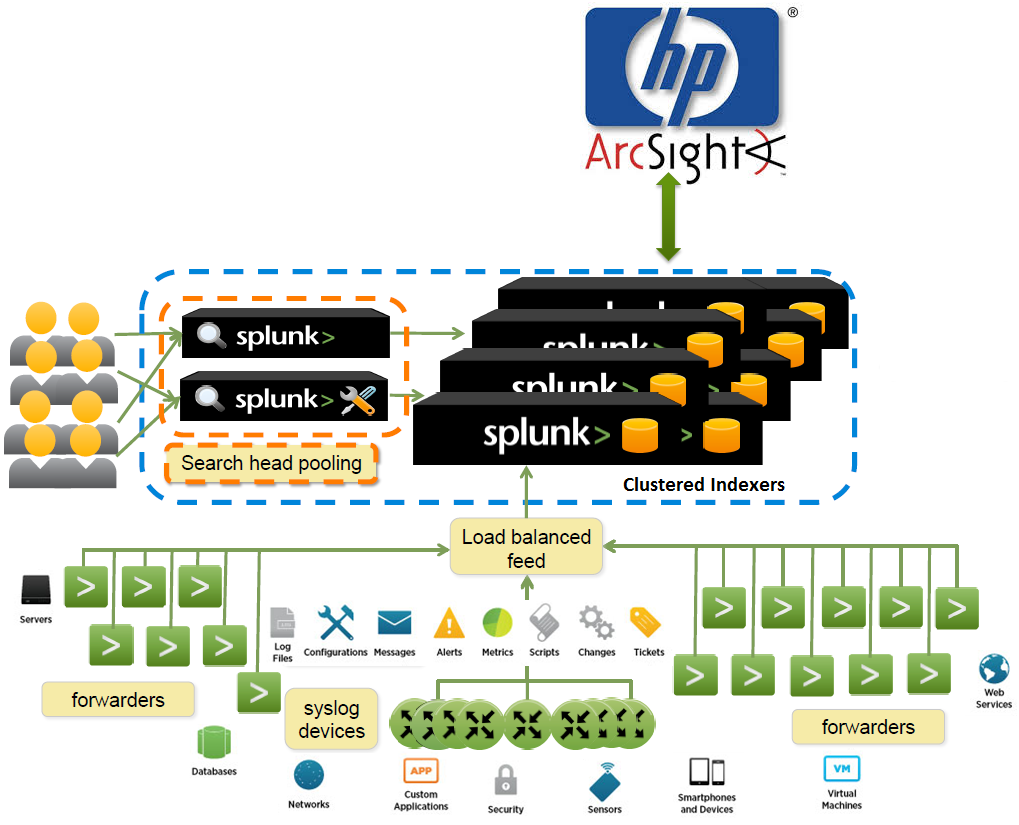 hp
®
ArcSight
™
splunk>
splunk>
splunk
splunk>
splunk> >
Search head pooling
Clustered Indexers
Load balanced
feed
Servers
LOG
Log
Files
Configurations
Messages
Alerts
Metrics
Scripts
Changes
Tickets
forwarders
syslog
devices
forwarders
Web
Services
Databases
Networks
APP
Custom
Applications
Security
Sensors
Smartphones
and Devices
VM
Virtual
Machines